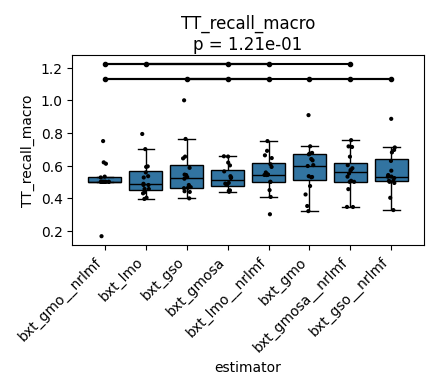 TT_recall_macro
p = 1.21e-01
TT_recall_macro
1.2
1.0
0.8
0.6
0.4
0.2
bxt_gmo__nrlmf
bxt_lmo
bxt_gso
bxt_gmosa
bxt_lmo__nrlmf
bxt_gmo
bxt_gmosa__nrlmf
bxt_gso__nrlmf
estimator